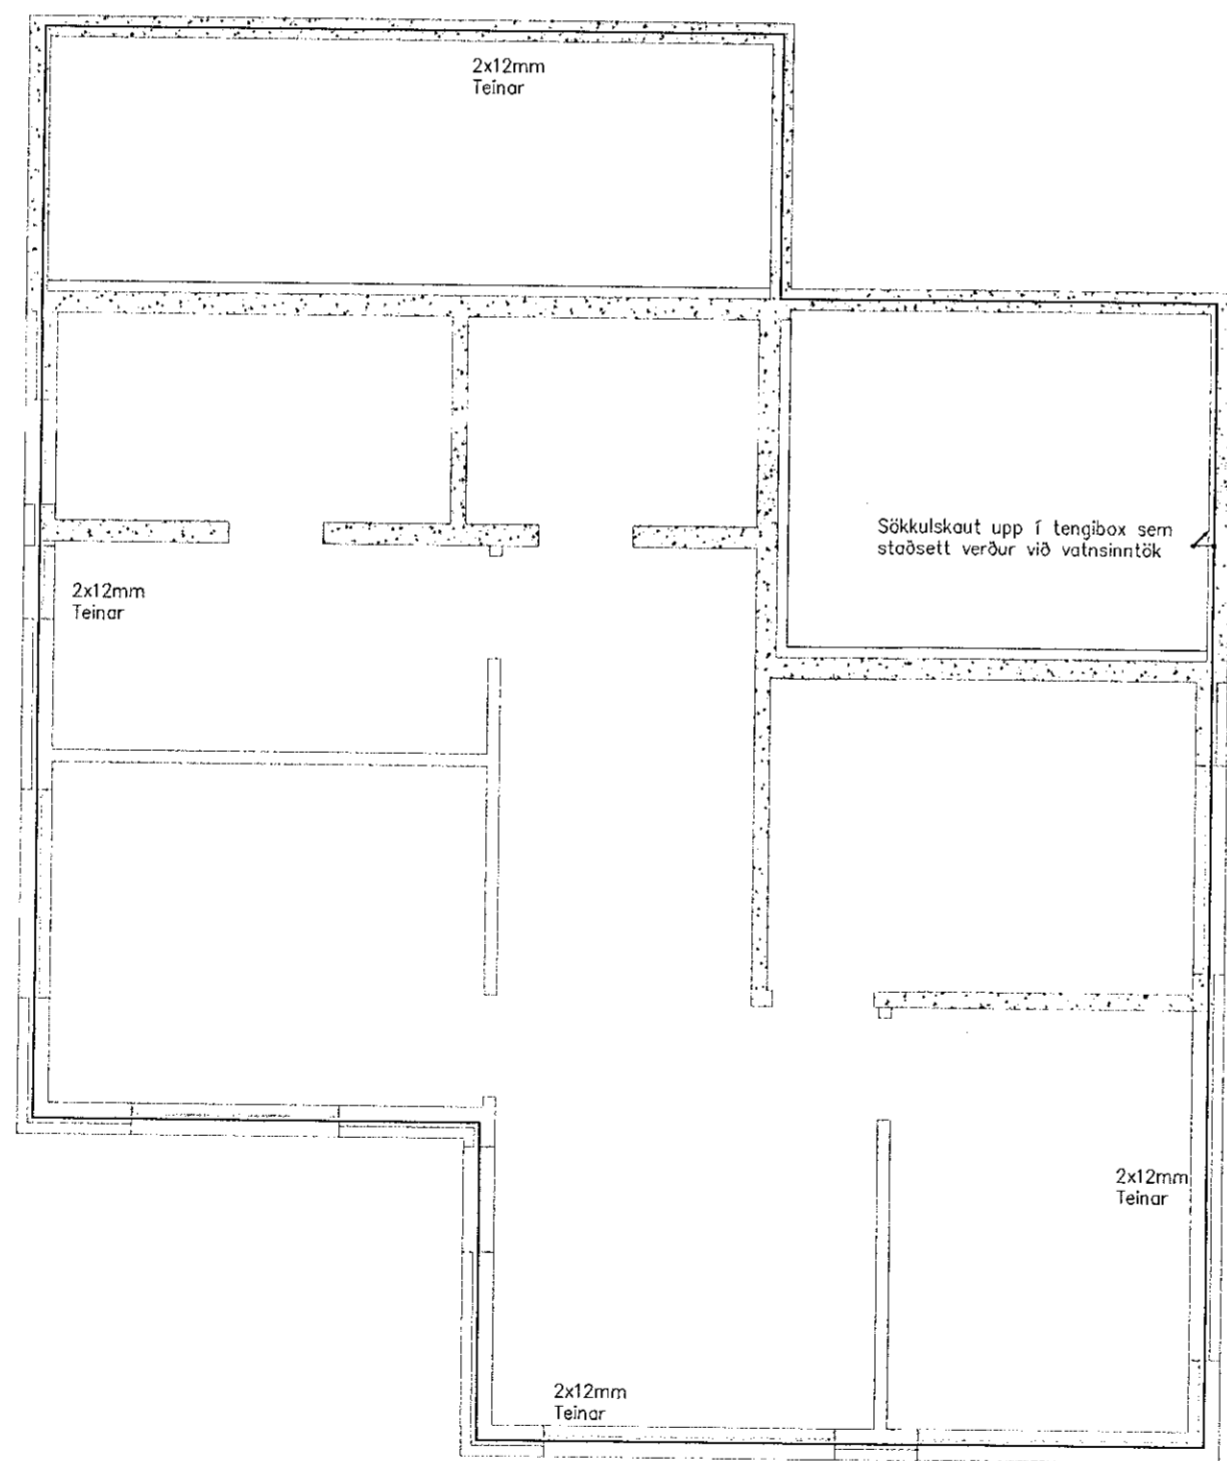 2x12mm
Teinar
Sökkulskaut upp í tengibox sem
staðsett verður við vatnsinntök
2x12mm
Teinar
2x12mm
Teinar
2x12mm
Teinar